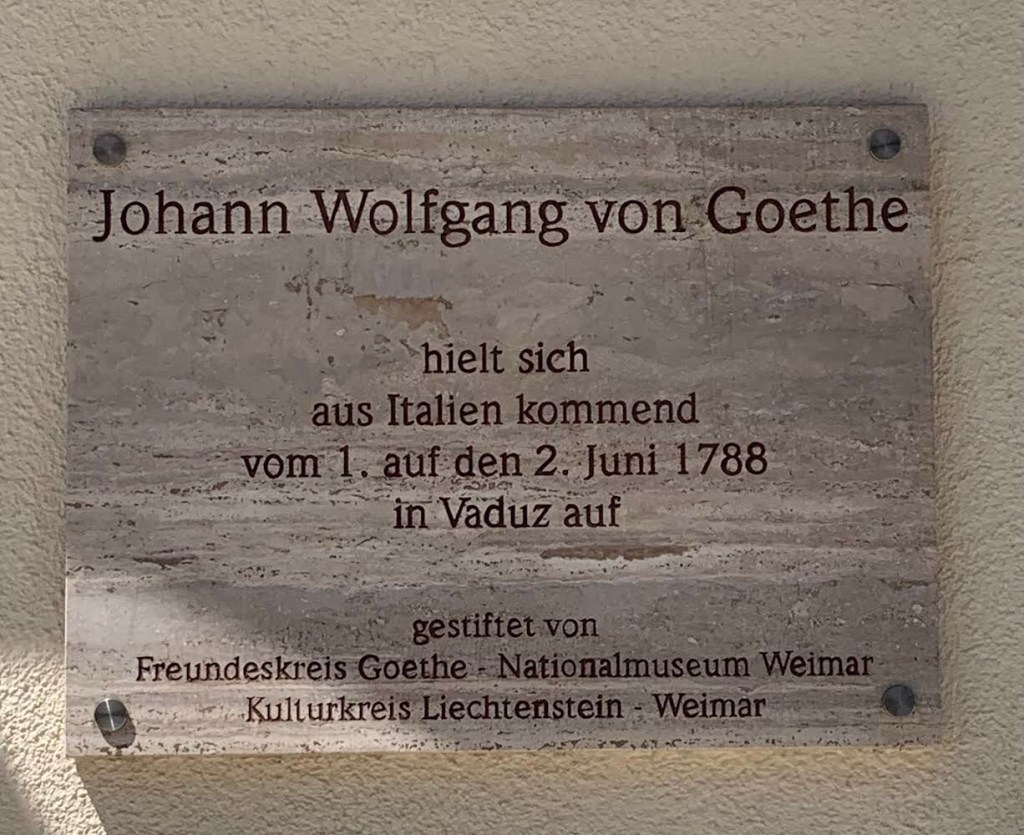 Johann Wolfgang von Goethe
hielt sich
aus Italien kommend
vom 1. auf den 2. Juni 1788
in Vaduz auf
gestiftet von
Freundeskreis Goethe - Nationalmuseum Weimar
Kulturkreis Liechtenstein - Weimar